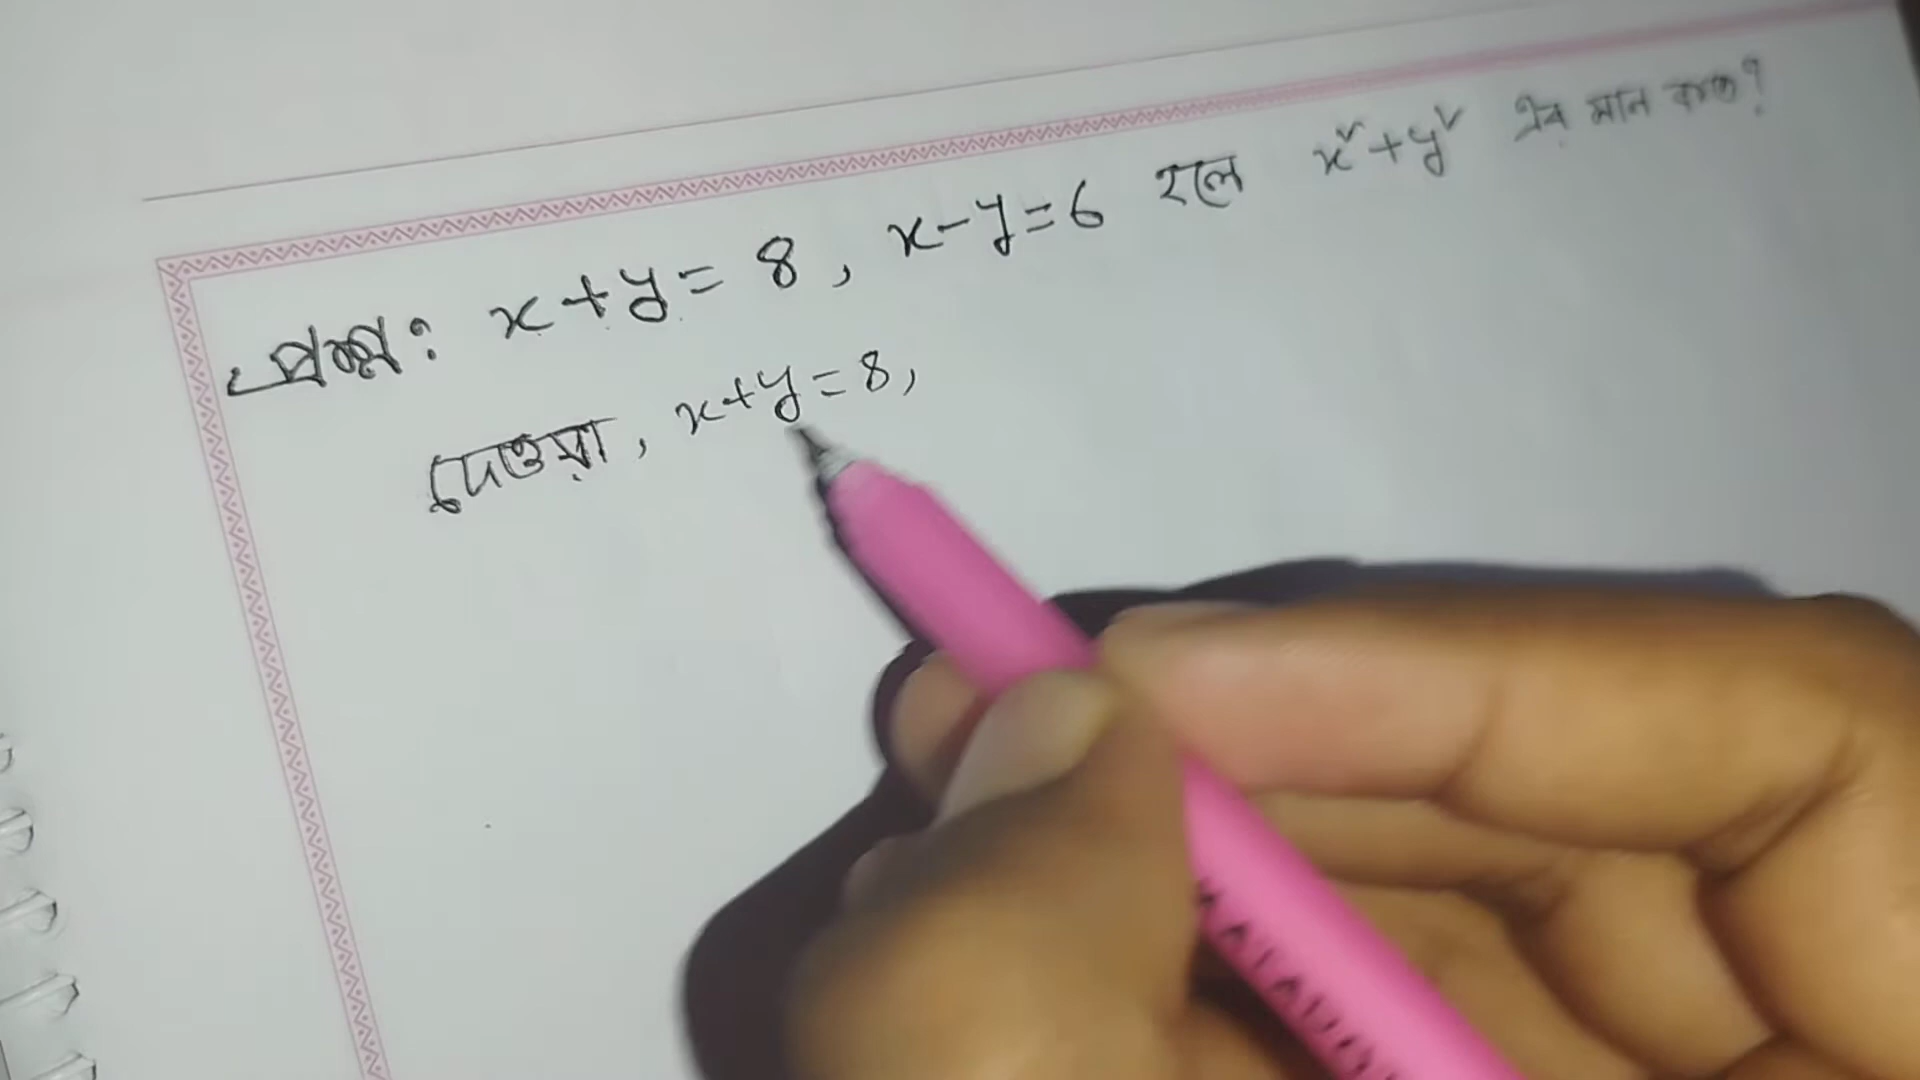 প্রশ্ন: x + y = 8, x - y = 6 হলে x² + y² এর মান কত?
দেওয়া, x + y = 8,